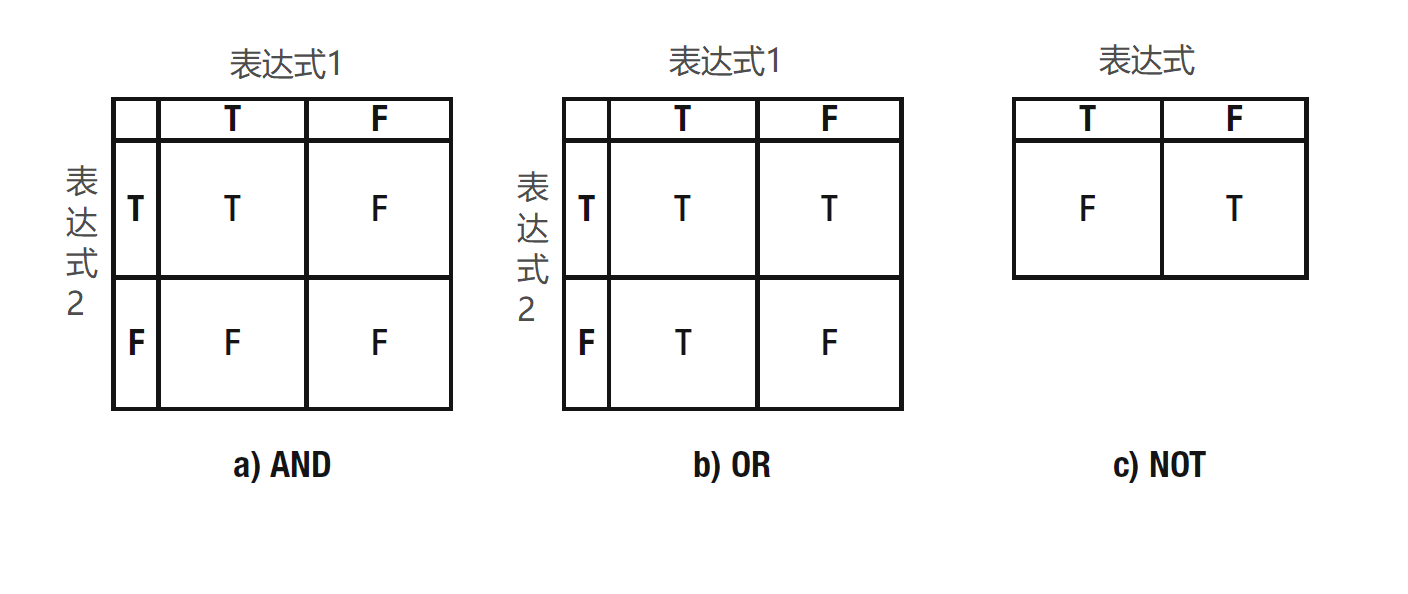 表达式1
表达式1
表达式
T F
T F
T F
表达式2
T T F
F F F
表达式2
T T T
F T F
F T
a) AND
b) OR
c) NOT